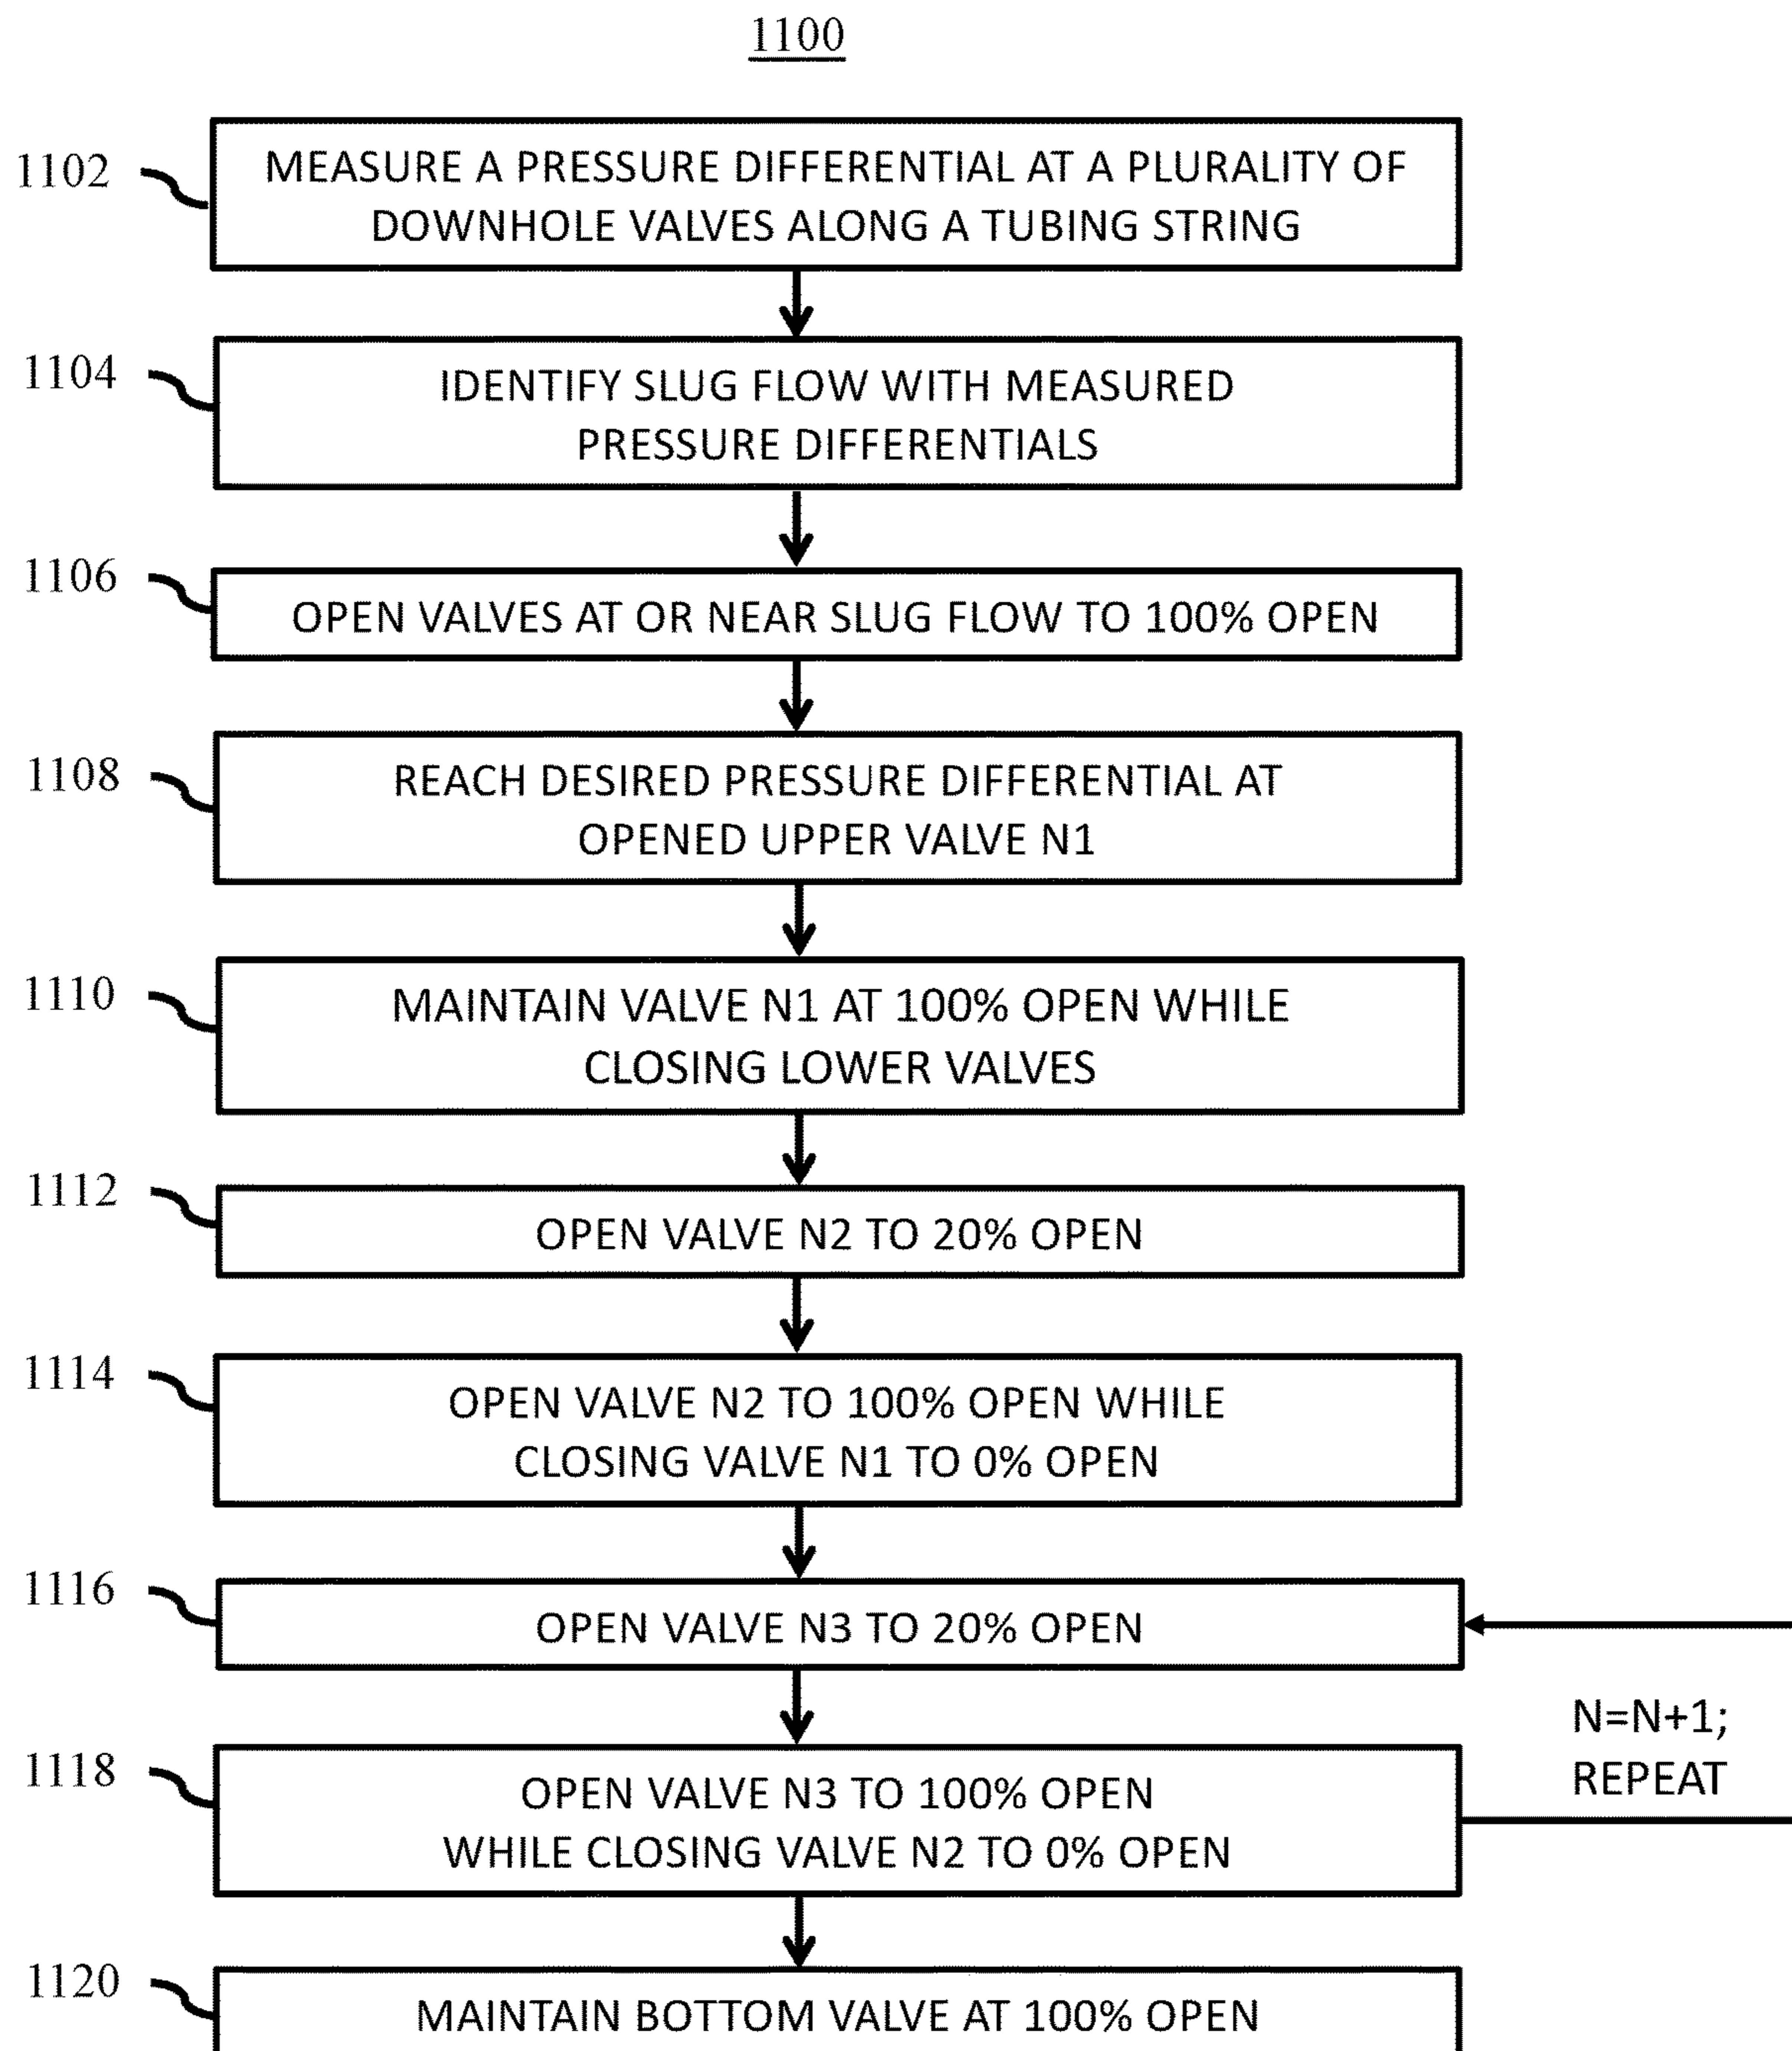 1100
1102
MEASURE A PRESSURE DIFFERENTIAL AT A PLURALITY OF
DOWNHOLE VALVES ALONG A TUBING STRING
1104
IDENTIFY SLUG FLOW WITH MEASURED
PRESSURE DIFFERENTIALS
1106
OPEN VALVES AT OR NEAR SLUG FLOW TO 100% OPEN
1108
REACH DESIRED PRESSURE DIFFERENTIAL AT
OPENED UPPER VALVE N1
1110
MAINTAIN VALVE N1 AT 100% OPEN WHILE
CLOSING LOWER VALVES
1112
OPEN VALVE N2 TO 20% OPEN
1114
OPEN VALVE N2 TO 100% OPEN WHILE
CLOSING VALVE N1 TO 0% OPEN
1116
OPEN VALVE N3 TO 20% OPEN
N=N+1;
REPEAT
1118
OPEN VALVE N3 TO 100% OPEN
WHILE CLOSING VALVE N2 TO 0% OPEN
1120
MAINTAIN BOTTOM VALVE AT 100% OPEN